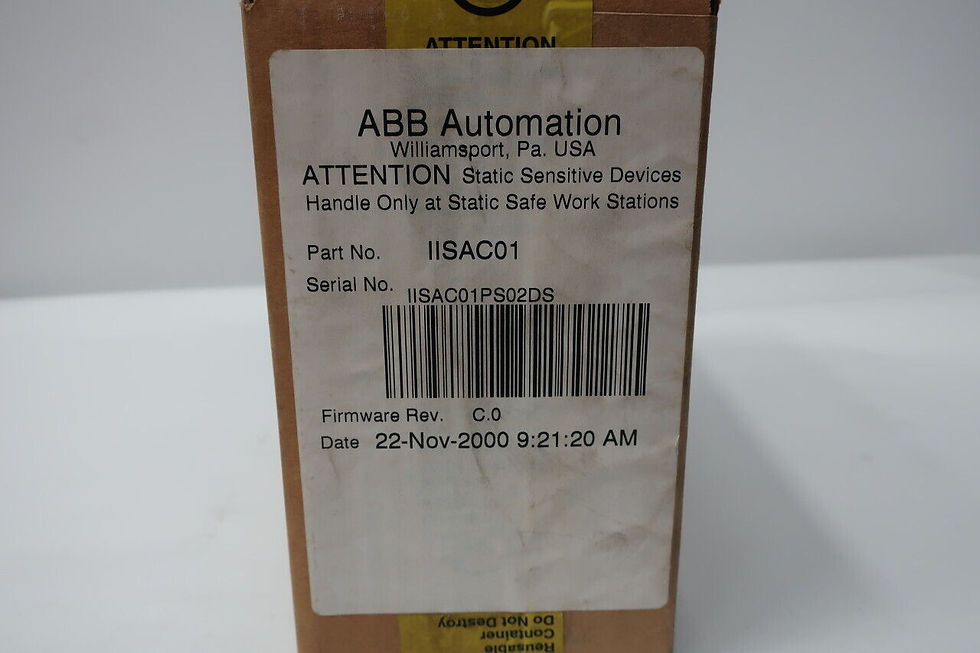 ATTENTION
ABB Automation
Williamsport, Pa. USA
ATTENTION Static Sensitive Devices
Handle Only at Static Safe Work Stations
Part No. IISAC01
Serial No. IISAC01PS02DS
Firmware Rev. C.0
Date 22-Nov-2000 9:21:20 AM
Reusable
Container
Do Not Destroy